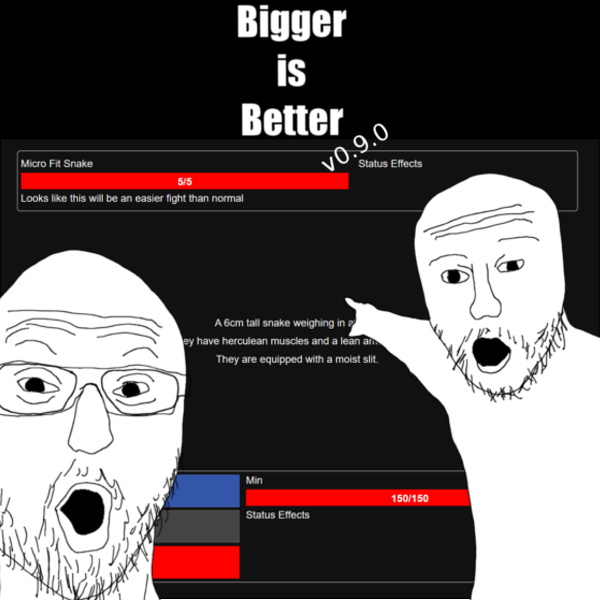 Bigger
is
Better
v0.9.0
Micro Fit Snake
Status Effects
5/5
Looks like this will be an easier fight than normal
A 6cm tall snake weighing in
have herculean muscles and a lean
They are equipped with a moist slit.
Min
150/150
Status Effects